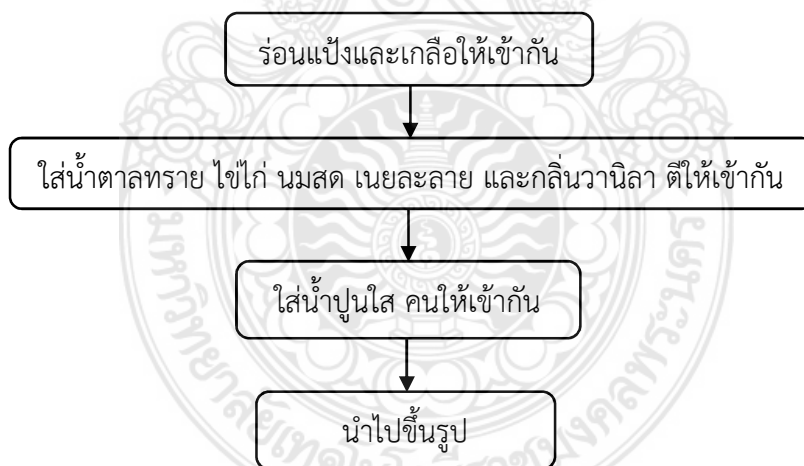 ร่อนแป้งและเกลือให้เข้ากัน
ใส่น้ำตาลทราย ไข่ไก่ นมสด เนยละลาย และกลิ่นวานิลา ตีให้เข้ากัน
ใส่น้ำปูนใส คนให้เข้ากัน
นำไปขึ้นรูป